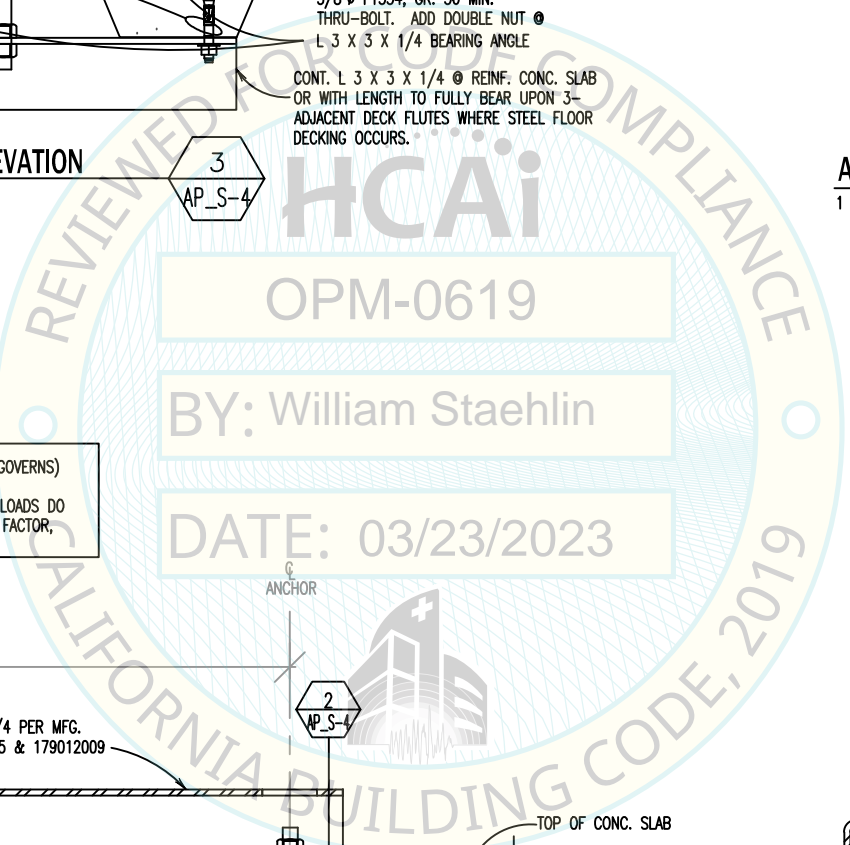 THRU-BOLT. ADD DOUBLE NUT @
L 3 X 3 X 1/4 BEARING ANGLE
CONT. L 3 X 3 X 1/4 @ REINF. CONC. SLAB
OR WITH LENGTH TO FULLY BEAR UPON 3-
ADJACENT DECK FLUTES WHERE STEEL FLOOR
DECKING OCCURS.
EVATION
3
AP_S-4
A
1
REVIEWED FOR CODE COMPLIANCE
HCAi
OPM-0619
BY: William Staehlin
DATE: 03/23/2023
GOVERNS)
LOADS DO
FACTOR,
℄
ANCHOR
2
AP_S-4
/4 PER MFG.
5 & 179012009
TOP OF CONC. SLAB
CALIFORNIA BUILDING CODE, 2019